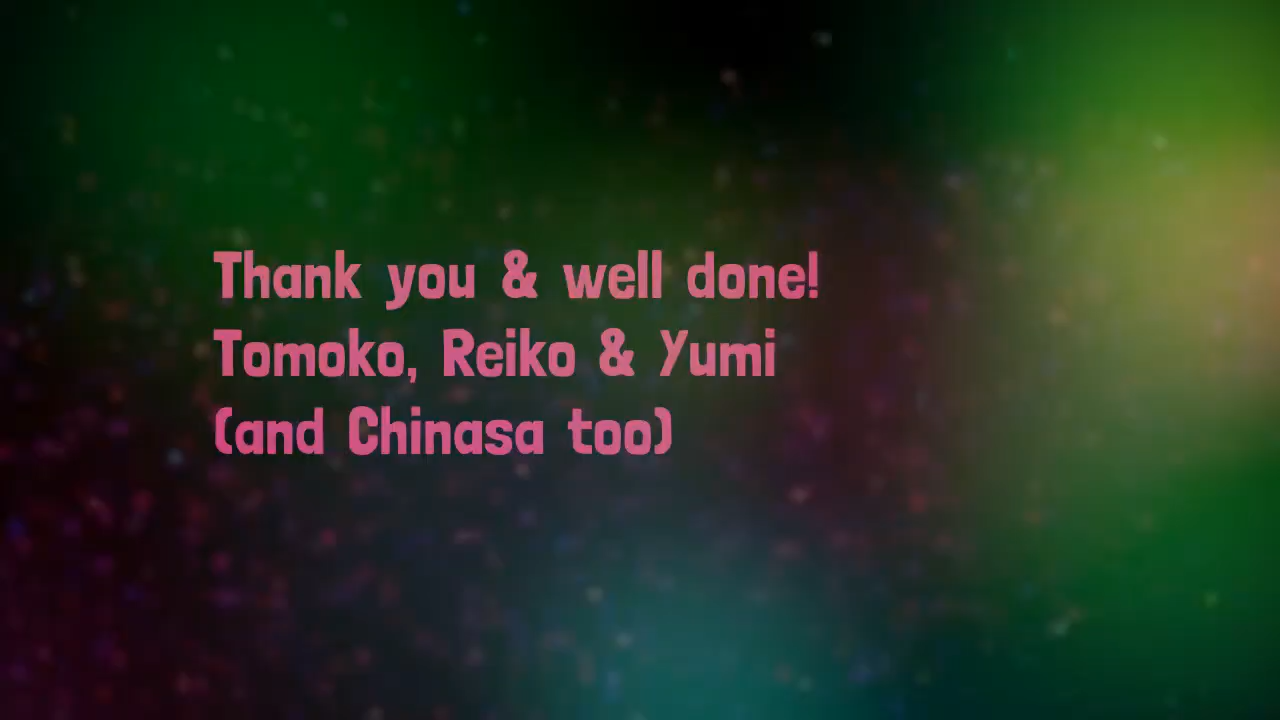 Thank you & well done!
Tomoko, Reiko & Yumi
(and Chinasa too)